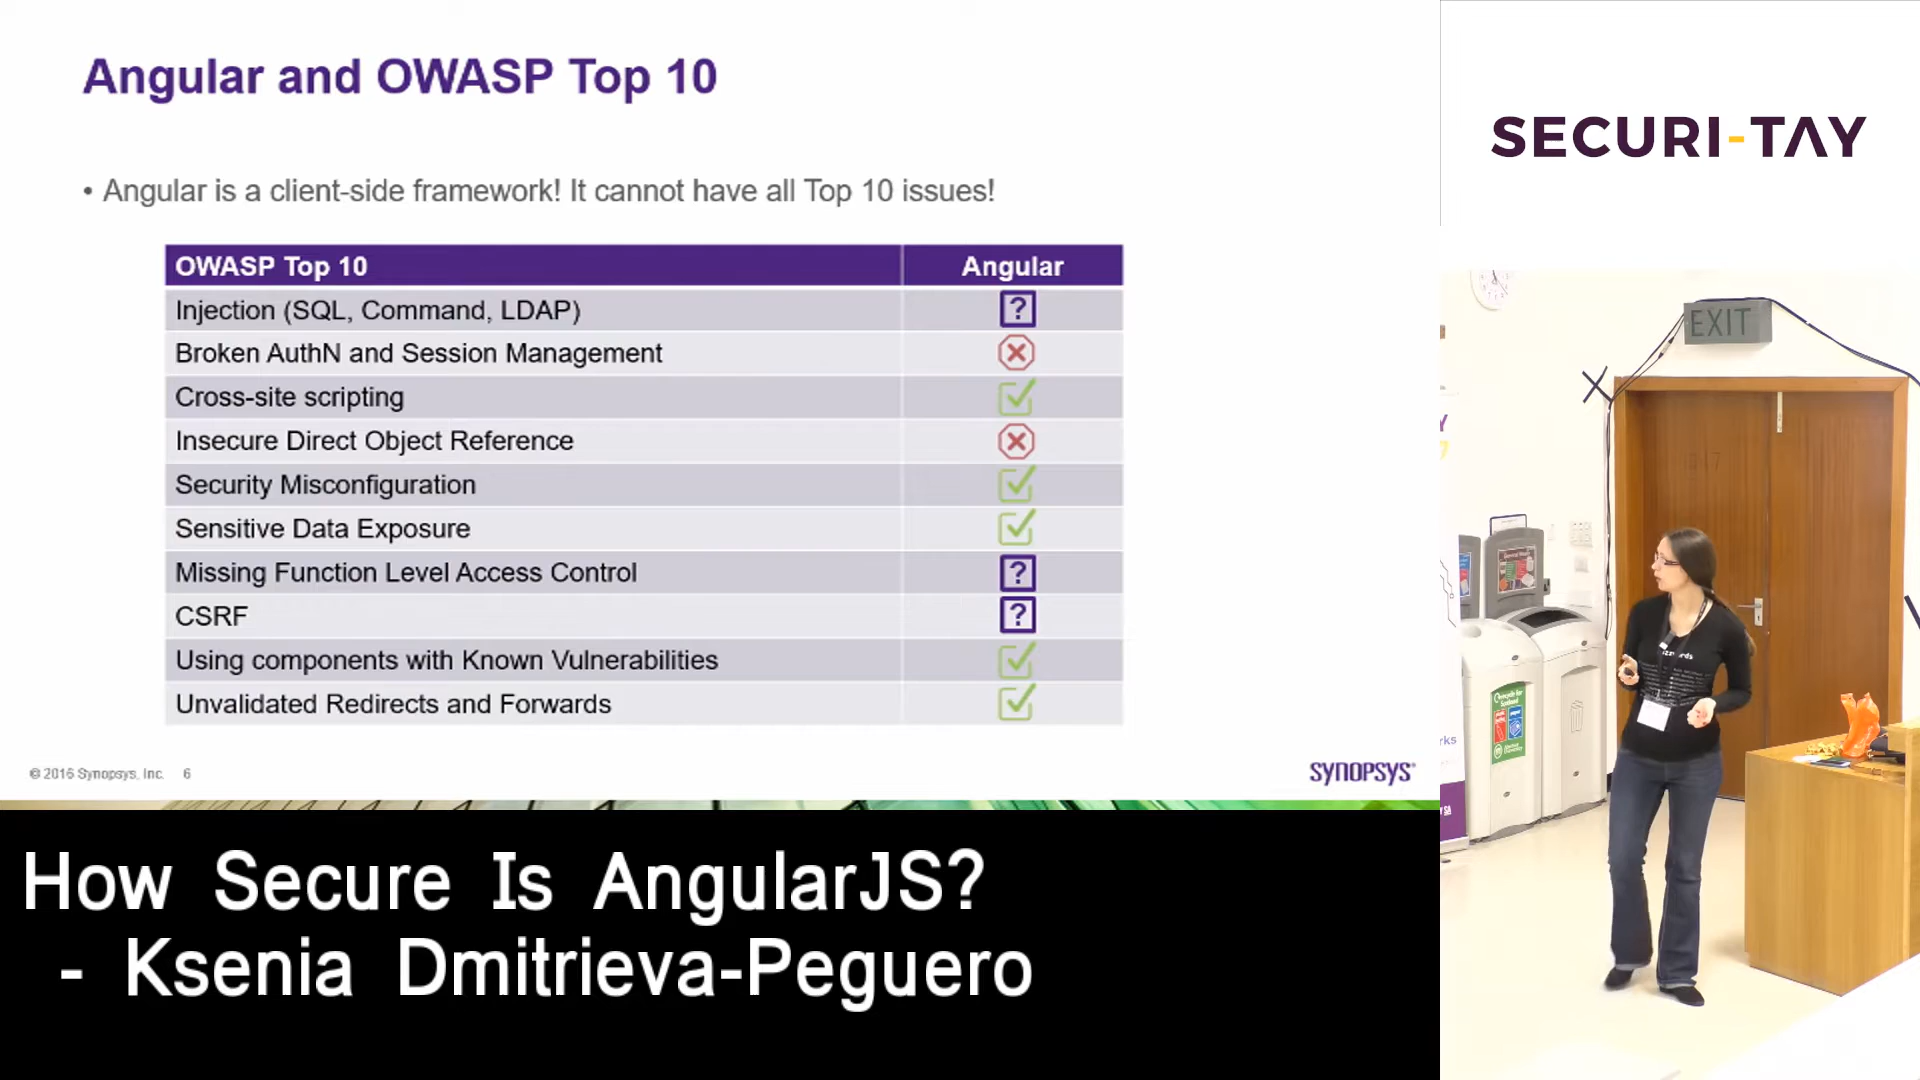 Angular and OWASP Top 10
• Angular is a client-side framework! It cannot have all Top 10 issues!
OWASP Top 10 Angular
Injection (SQL, Command, LDAP) ?
Broken AuthN and Session Management
Cross-site scripting
Insecure Direct Object Reference
Security Misconfiguration
Sensitive Data Exposure
Missing Function Level Access Control ?
CSRF ?
Using components with Known Vulnerabilities
Unvalidated Redirects and Forwards
© 2016 Synopsys, Inc. 6
SYNOPSYS®
How Secure Is AngularJS?
- Ksenia Dmitrieva-Peguero
SECURI-TAY
EXIT